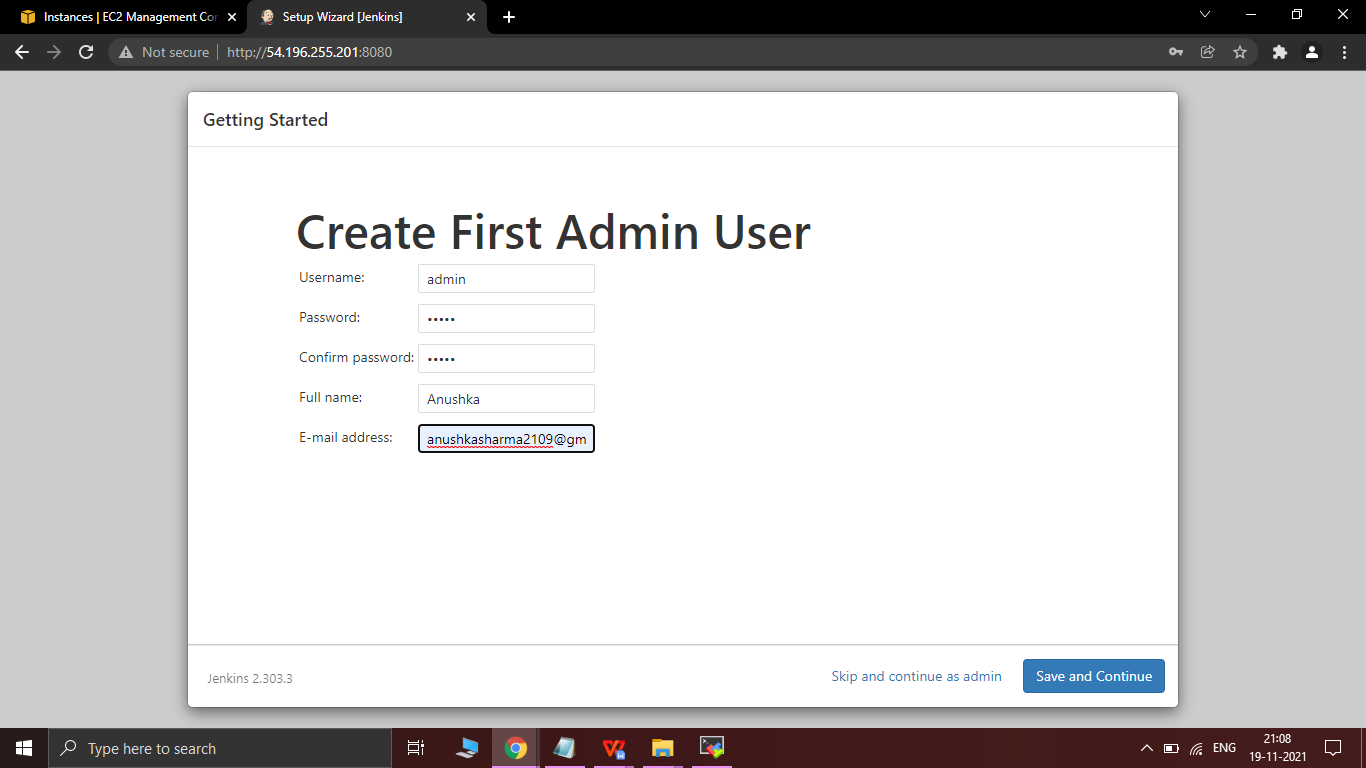 Instances | EC2 Management Con
Setup Wizard [Jenkins]
Not secure | http://54.196.255.201:8080
Getting Started
Create First Admin User
Username: admin
Password: •••••
Confirm password: •••••
Full name: Anushka
E-mail address: anushkasharma2109@gm
Jenkins 2.303.3
Skip and continue as admin
Save and Continue
Type here to search
ENG
21:08
19-11-2021